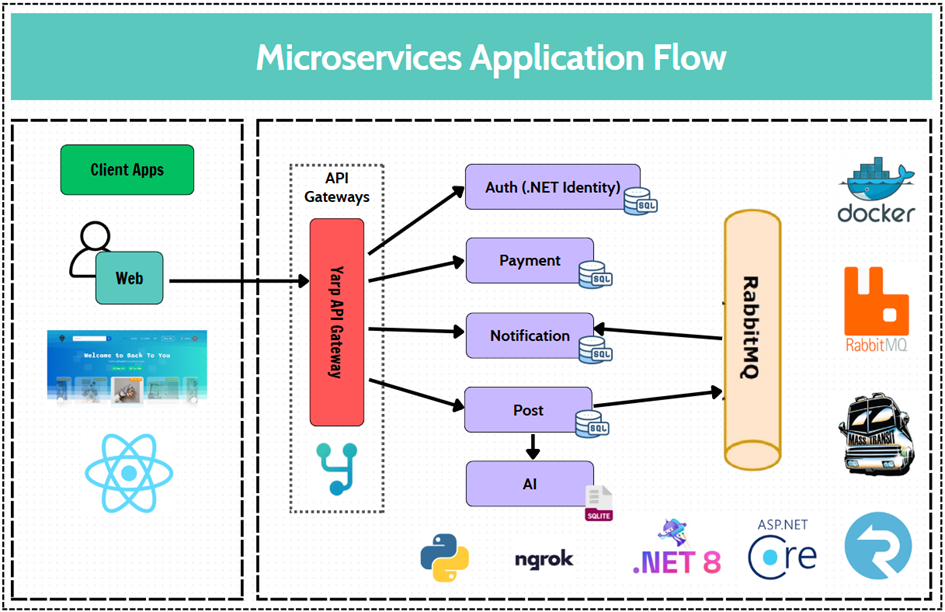 Microservices Application Flow
Client Apps
Web
Welcome to Back To You
API
Gateways
Yarp API Gateway
Auth (.NET Identity)
SQL
Payment
SQL
Notification
SQL
Post
SQL
AI
SQLITE
RabbitMQ
docker
RabbitMQ
MASS TRANSIT
ngrok
.NET 8
ASP.NET
Core